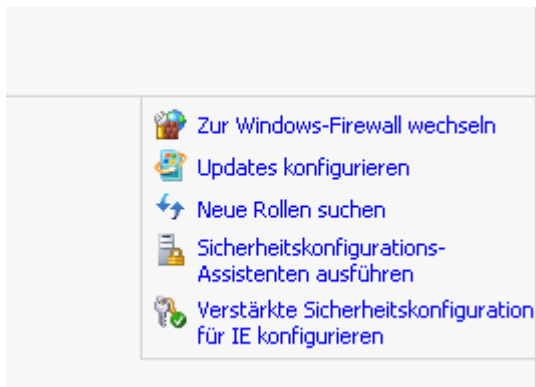 Zur Windows-Firewall wechseln
Updates konfigurieren
Neue Rollen suchen
Sicherheitskonfigurations-
Assistenten ausführen
Verstärkte Sicherheitskonfiguration
für IE konfigurieren